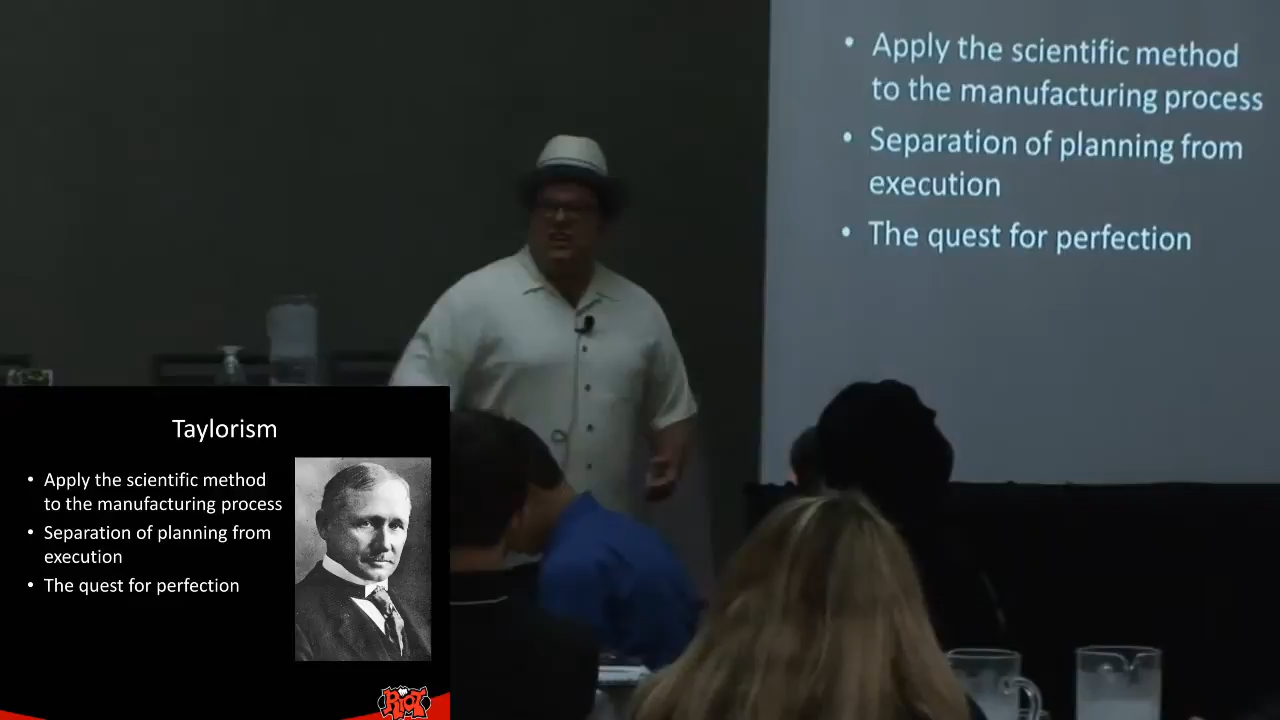 Apply the scientific method
to the manufacturing process
Separation of planning from
execution
The quest for perfection
Taylorism
Apply the scientific method
to the manufacturing process
Separation of planning from
execution
The quest for perfection
RIOT